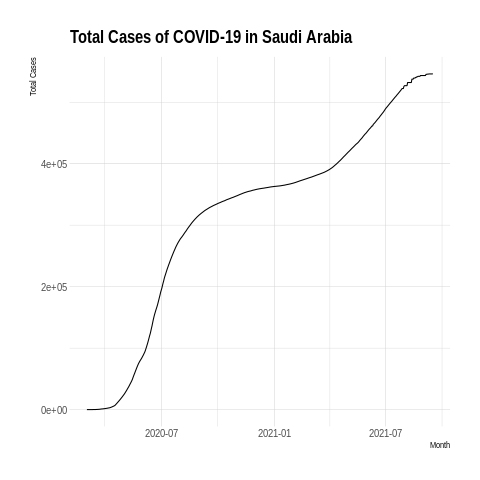 Total Cases of COVID-19 in Saudi Arabia
Total Cases
4e+05
2e+05
0e+00
2020-07
2021-01
2021-07
Month